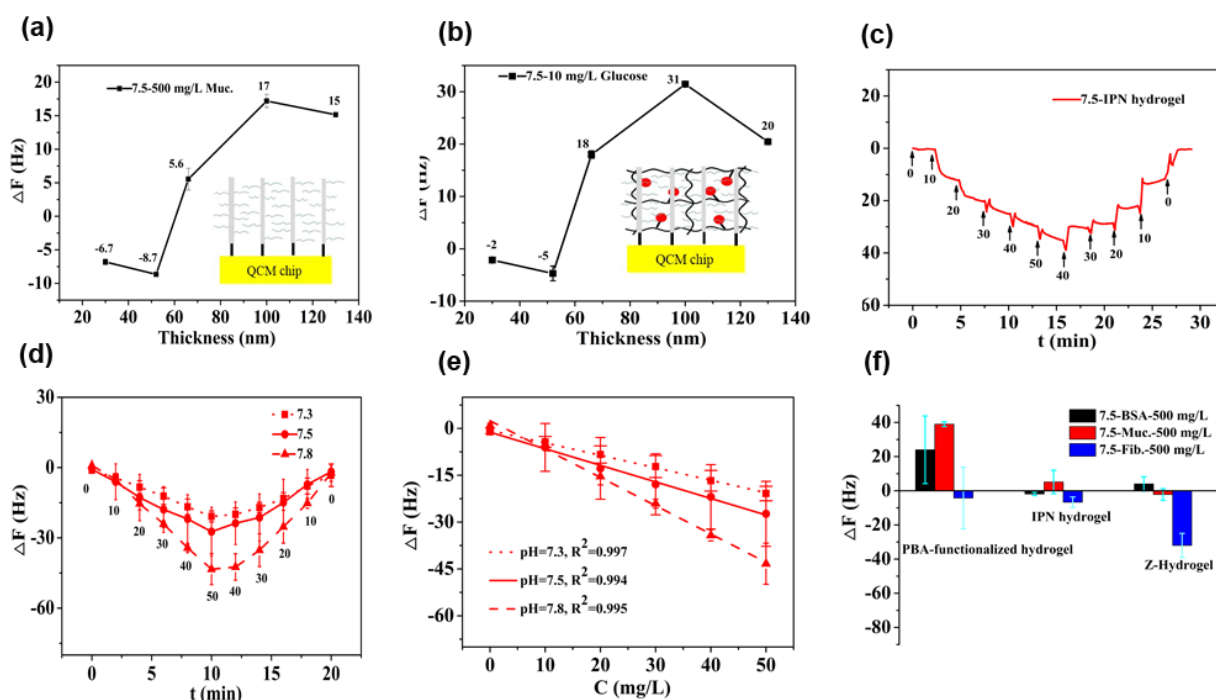 (a)
7.5-500 mg/L Muc.
△F (Hz)
25
20
15
10
5
0
-5
-10
-6.7
-8.7
5.6
17
15
QCM chip
20 40 60 80 100 120 140
Thickness (nm)
(b)
7.5-10 mg/L Glucose
△F (Hz)
30
20
10
0
-10
-2
-5
18
31
20
QCM chip
20 40 60 80 100 120 140
Thickness (nm)
(c)
7.5-IPN hydrogel
△F (Hz)
20
0
20
40
60
0
10
20
30
40
50
40
30
20
10
0
0 5 10 15 20 25 30
t (min)
(d)
7.3
7.5
7.8
△F (Hz)
30
0
-30
-60
0
10
20
30
40
50
40
30
20
10
0
0 5 10 15 20
t (min)
(e)
△F (Hz)
15
0
-15
-30
-45
-60
pH=7.3, R²=0.997
pH=7.5, R²=0.994
pH=7.8, R²=0.995
0 10 20 30 40 50
C (mg/L)
(f)
7.5-BSA-500 mg/L
7.5-Muc.-500 mg/L
7.5-Fib.-500 mg/L
△F (Hz)
40
20
0
-20
-40
-60
-80
PBA-functionalized hydrogel
IPN hydrogel
Z-Hydrogel